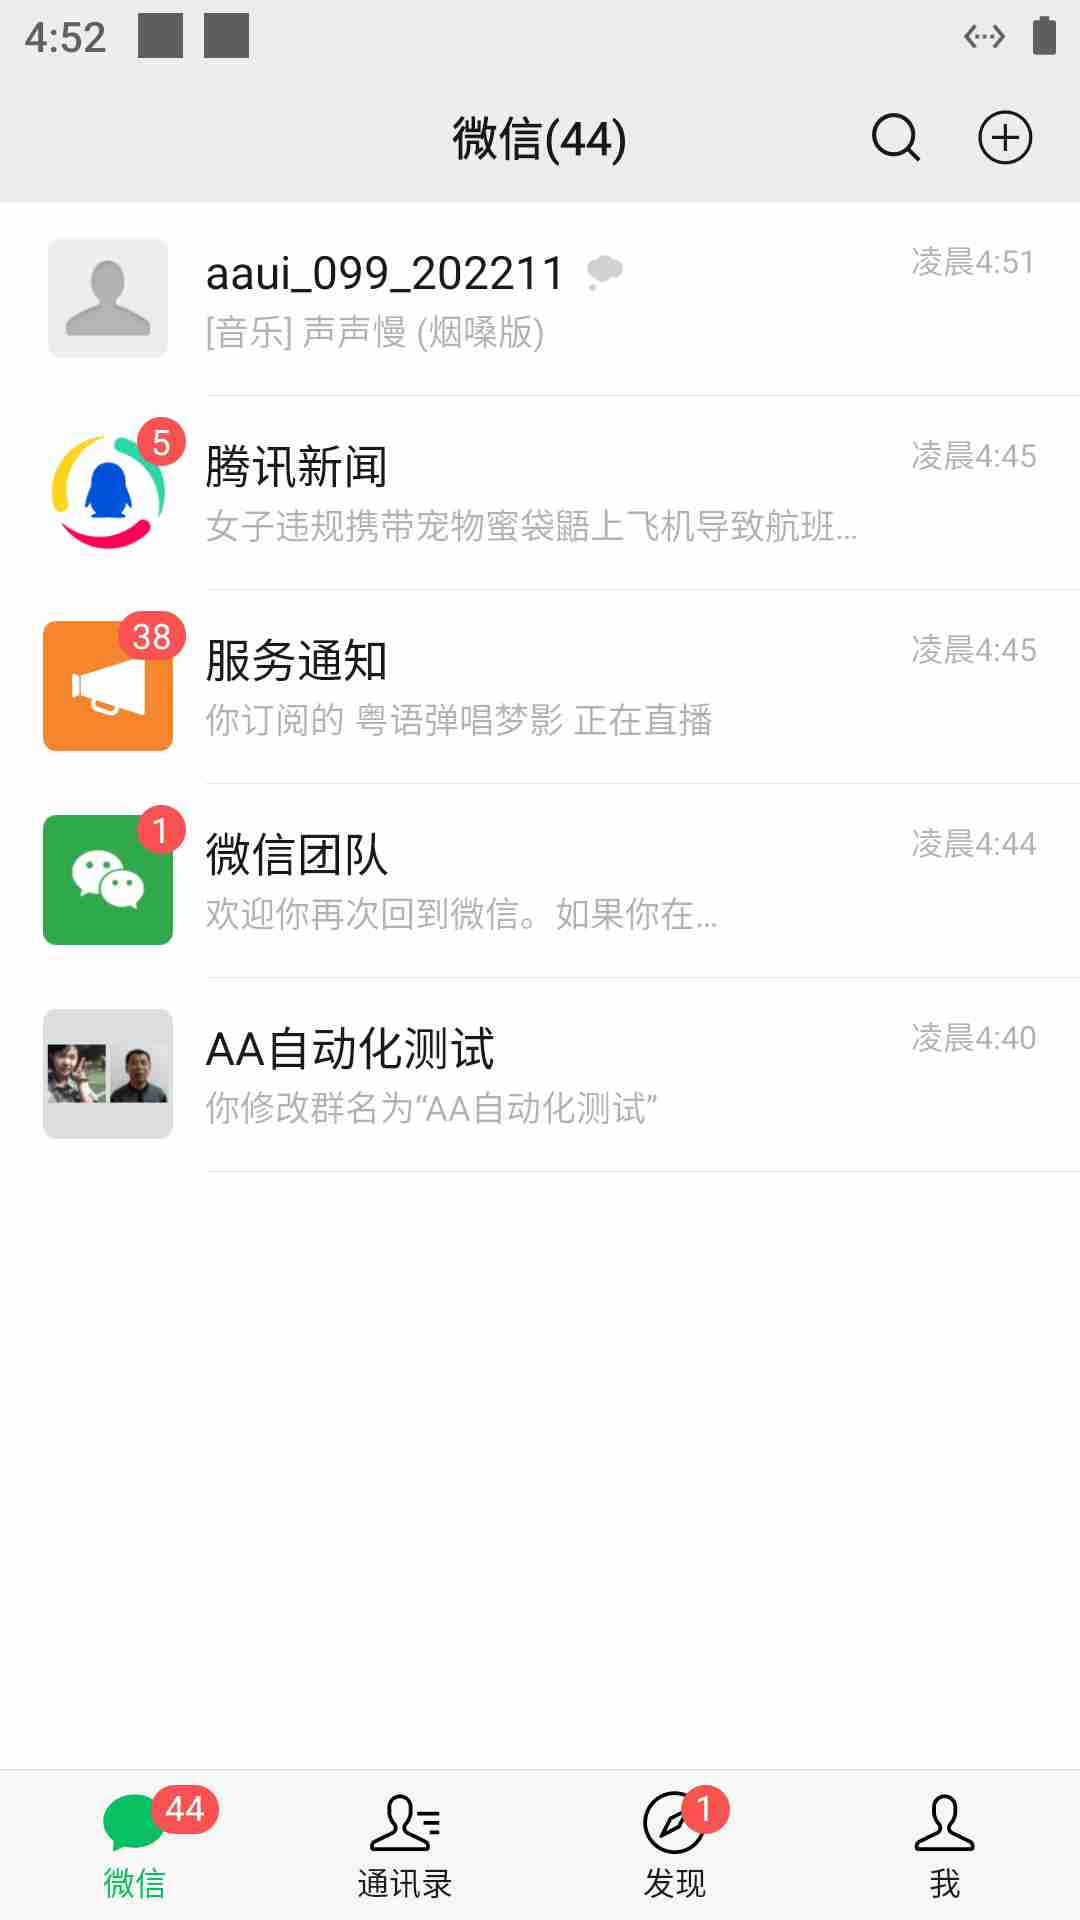 4:52
微信(44)
aaui_099_202211
凌晨4:51
[音乐] 声声慢 (烟嗓版)
5
腾讯新闻
凌晨4:45
女子违规携带宠物蜜袋鼯上飞机导致航班...
38
服务通知
凌晨4:45
你订阅的 粤语弹唱梦影 正在直播
1
微信团队
凌晨4:44
欢迎你再次回到微信。如果你在...
AA自动化测试
凌晨4:40
你修改群名为“AA自动化测试”
44
1
微信
通讯录
发现
我